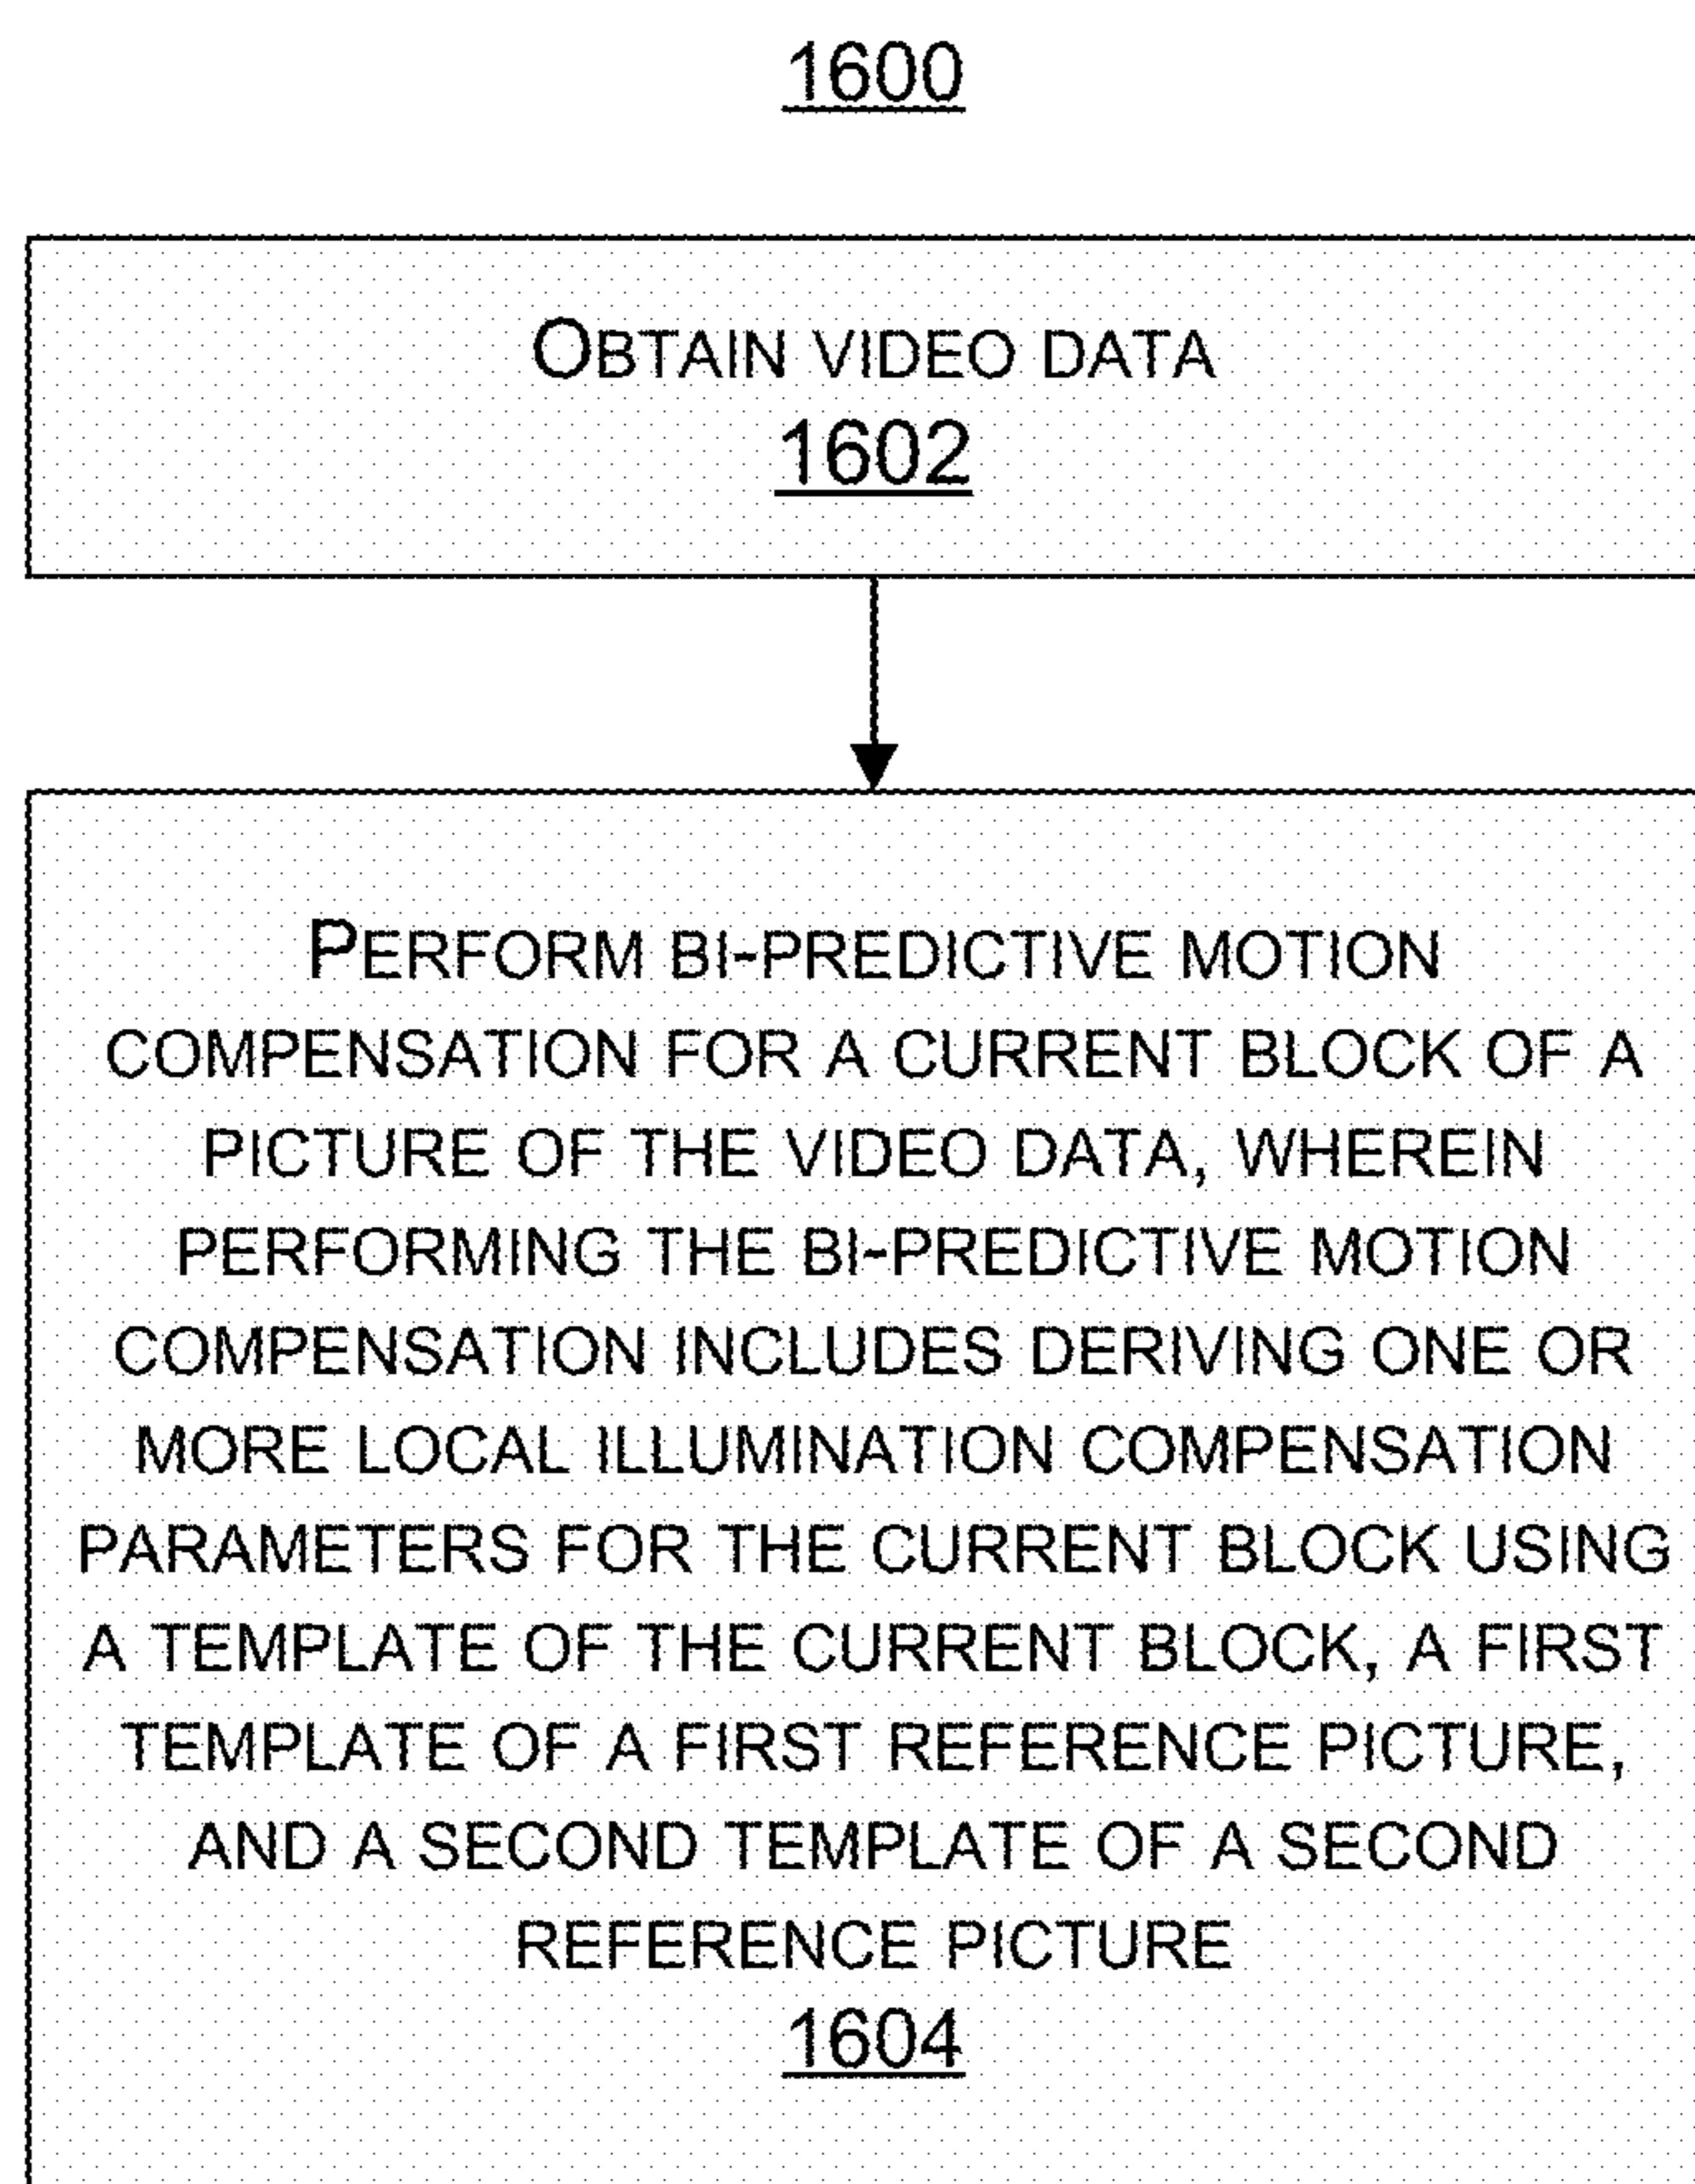 1600
OBTAIN VIDEO DATA
1602
PERFORM BI-PREDICTIVE MOTION
COMPENSATION FOR A CURRENT BLOCK OF A
PICTURE OF THE VIDEO DATA, WHEREIN
PERFORMING THE BI-PREDICTIVE MOTION
COMPENSATION INCLUDES DERIVING ONE OR
MORE LOCAL ILLUMINATION COMPENSATION
PARAMETERS FOR THE CURRENT BLOCK USING
A TEMPLATE OF THE CURRENT BLOCK, A FIRST
TEMPLATE OF A FIRST REFERENCE PICTURE,
AND A SECOND TEMPLATE OF A SECOND
REFERENCE PICTURE
1604